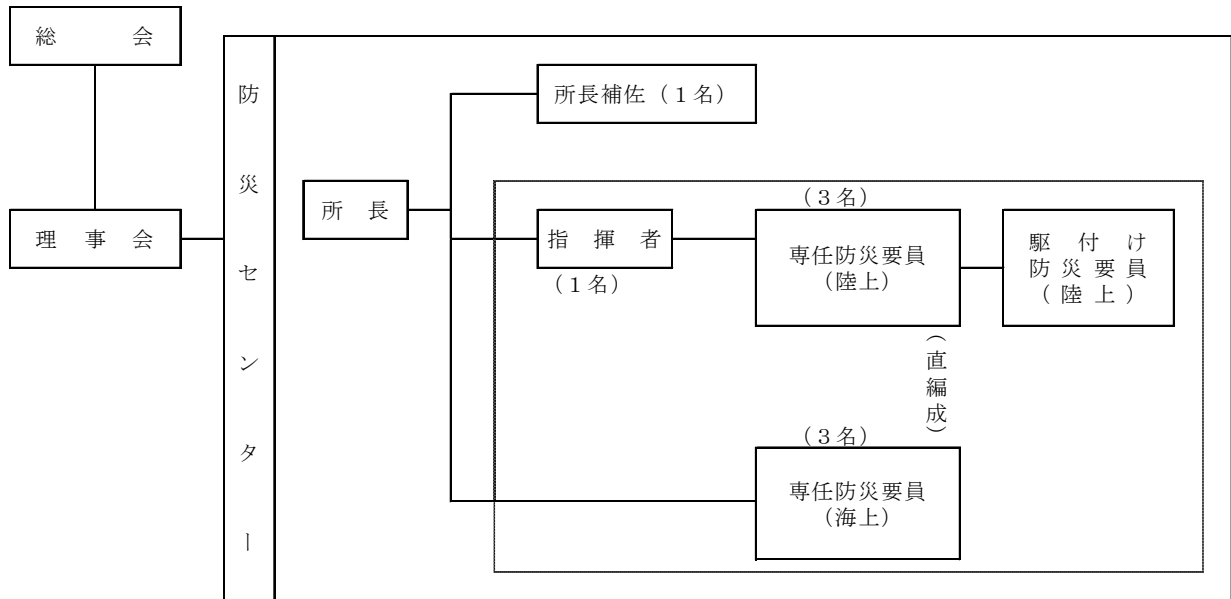 総会
理事会
防災センター
所長
所長補佐（1名）
指揮者
（1名）
（3名）
専任防災要員
（陸上）
駆付け
防災要員
（陸上）
（直編成）
（3名）
専任防災要員
（海上）